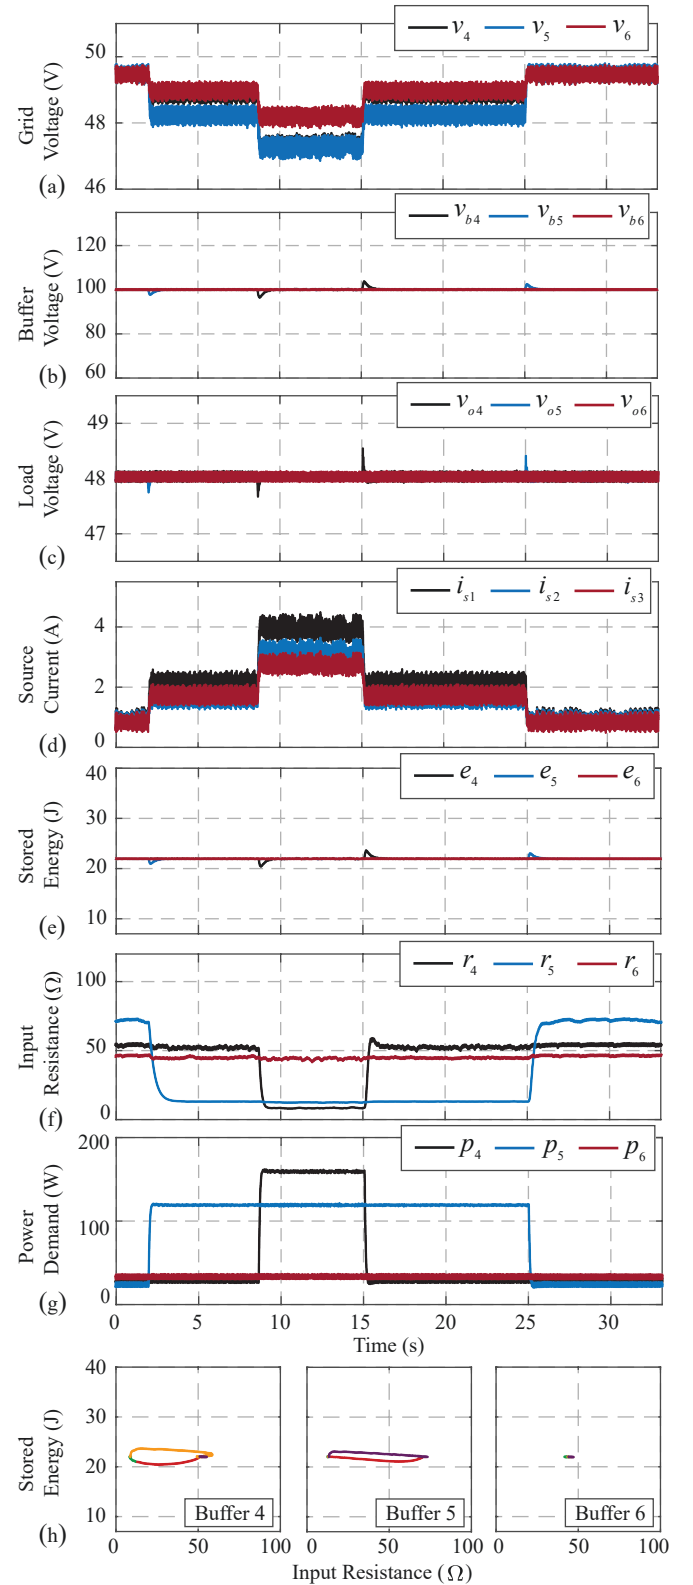 v4 v5 v6
50
48
46
Grid
Voltage (V)
(a)
vb4 vb5 vb6
120
100
80
60
Buffer
Voltage (V)
(b)
vo4 vo5 vo6
49
48
47
Load
Voltage (V)
(c)
is1 is2 is3
4
2
0
Source
Current (A)
(d)
e4 e5 e6
40
30
20
10
Stored
Energy (J)
(e)
r4 r5 r6
100
50
0
Input
Resistance (Ω)
(f)
p4 p5 p6
200
100
0
Power
Demand (W)
(g)
0 5 10 15 20 25 30
Time (s)
40
30
20
10
Stored
Energy (J)
(h)
Buffer 4 Buffer 5 Buffer 6
0 50 100 0 50 100 0 50 100
Input Resistance (Ω)